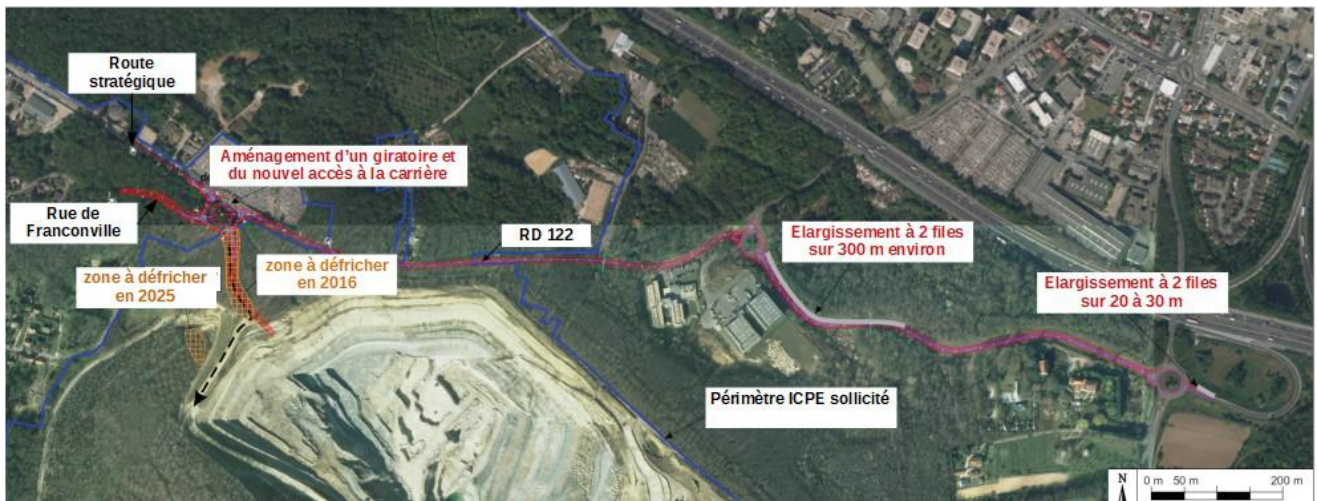 Route
stratégique
Aménagement d'un giratoire et
du nouvel accès à la carrière
Rue de
Franconville
RD 122
Elargissement à 2 files
sur 300 m environ
zone à défricher
en 2025
zone à défricher
en 2016
Elargissement à 2 files
sur 20 à 30 m
Périmètre ICPE sollicité
N
0 m 50 m 200 m